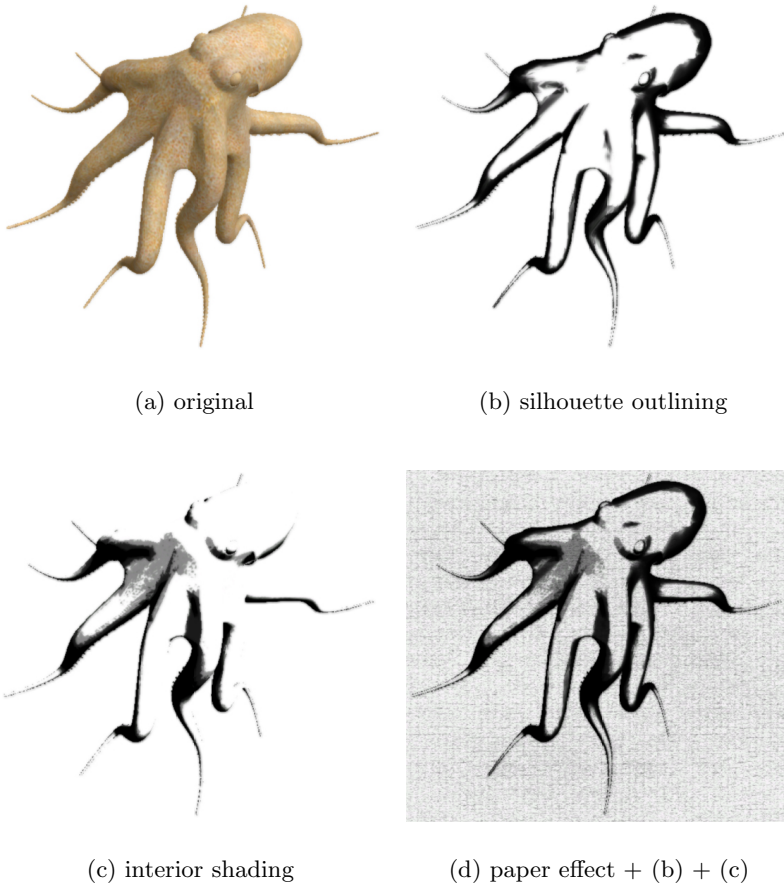 (a) original
(b) silhouette outlining
(c) interior shading
(d) paper effect + (b) + (c)